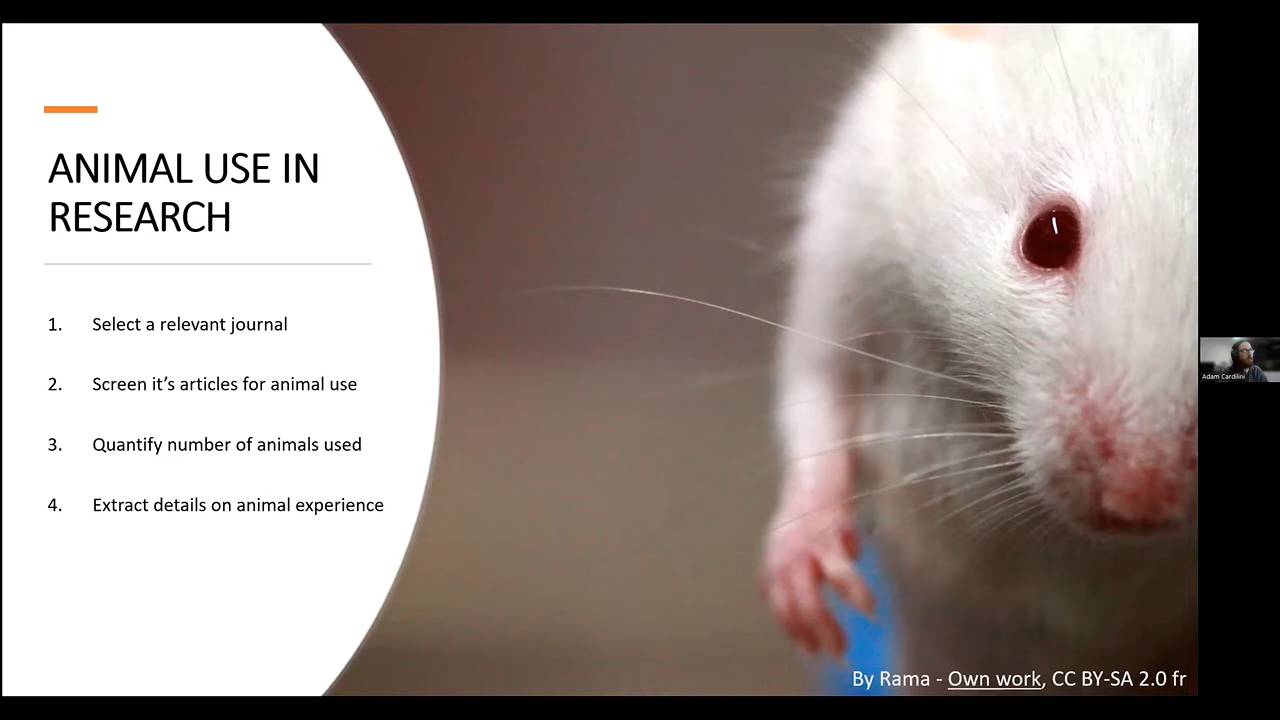 ANIMAL USE IN
RESEARCH
1. Select a relevant journal
2. Screen it’s articles for animal use
3. Quantify number of animals used
4. Extract details on animal experience
Adam Cardilini
By Rama - Own work, CC BY-SA 2.0 fr